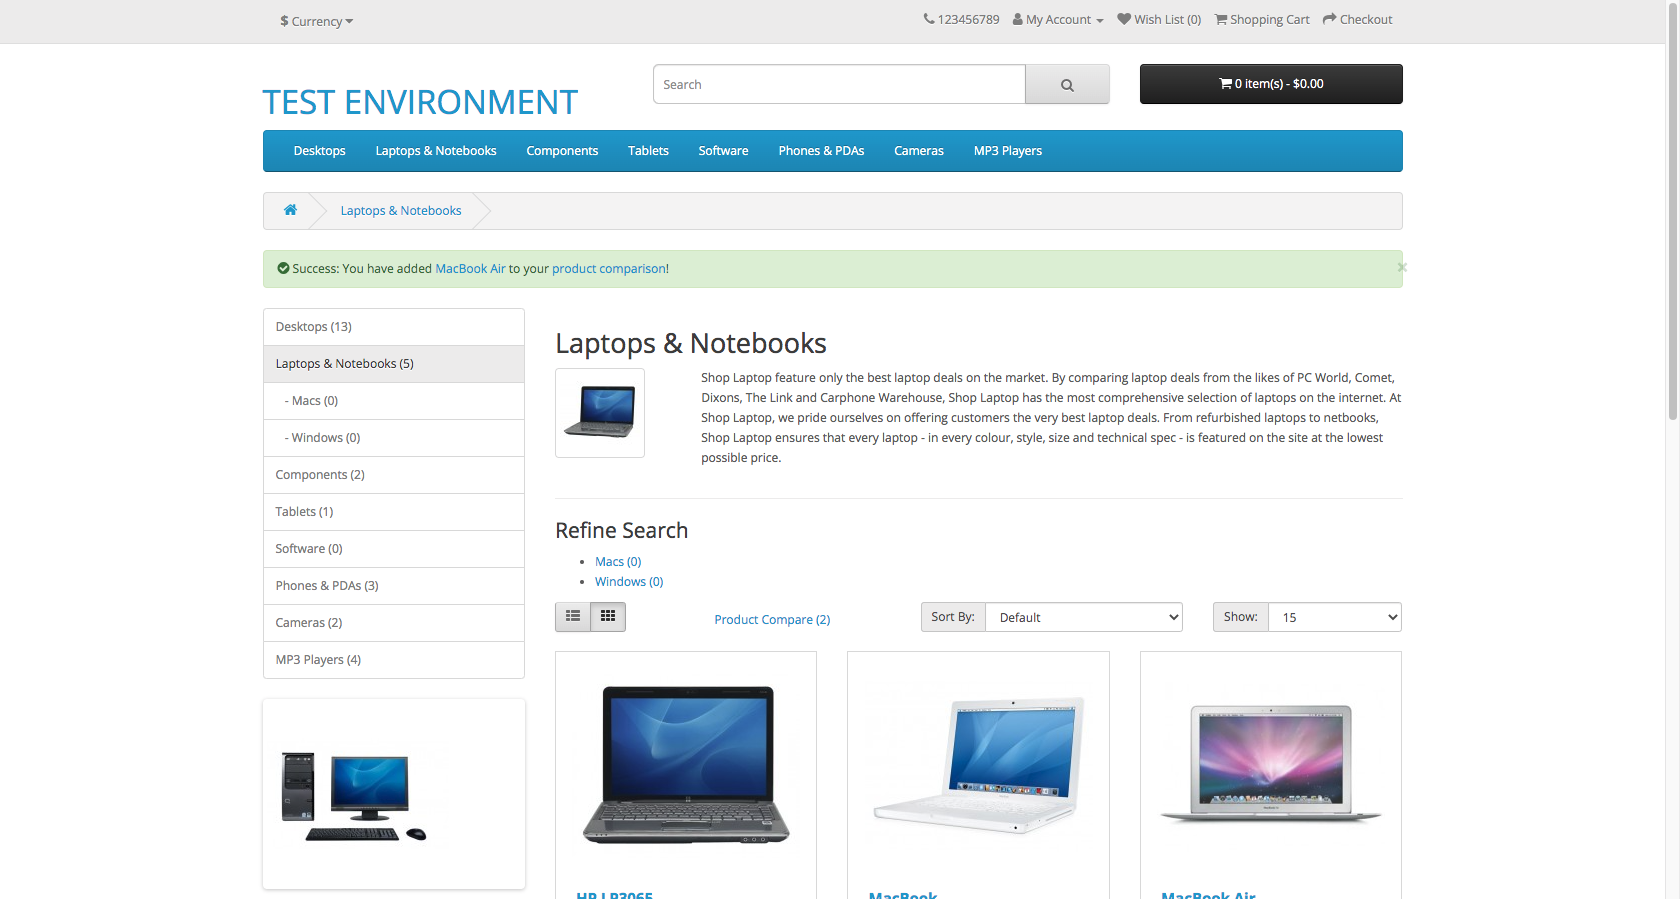 $ Currency
123456789 My Account Wish List (0) Shopping Cart Checkout
TEST ENVIRONMENT
Search
0 item(s) - $0.00
Desktops Laptops & Notebooks Components Tablets Software Phones & PDAs Cameras MP3 Players
Laptops & Notebooks
Success: You have added MacBook Air to your product comparison!
×
Desktops (13)
Laptops & Notebooks (5)
- Macs (0)
- Windows (0)
Components (2)
Tablets (1)
Software (0)
Phones & PDAs (3)
Cameras (2)
MP3 Players (4)
Laptops & Notebooks
Shop Laptop feature only the best laptop deals on the market. By comparing laptop deals from the likes of PC World, Comet,
Dixons, The Link and Carphone Warehouse, Shop Laptop has the most comprehensive selection of laptops on the internet. At
Shop Laptop, we pride ourselves on offering customers the very best laptop deals. From refurbished laptops to netbooks,
Shop Laptop ensures that every laptop - in every colour, style, size and technical spec - is featured on the site at the lowest
possible price.
Refine Search
Macs (0)
Windows (0)
Product Compare (2)
Sort By: Default
Show: 15
HP LP3065
MacBook
MacBook Air